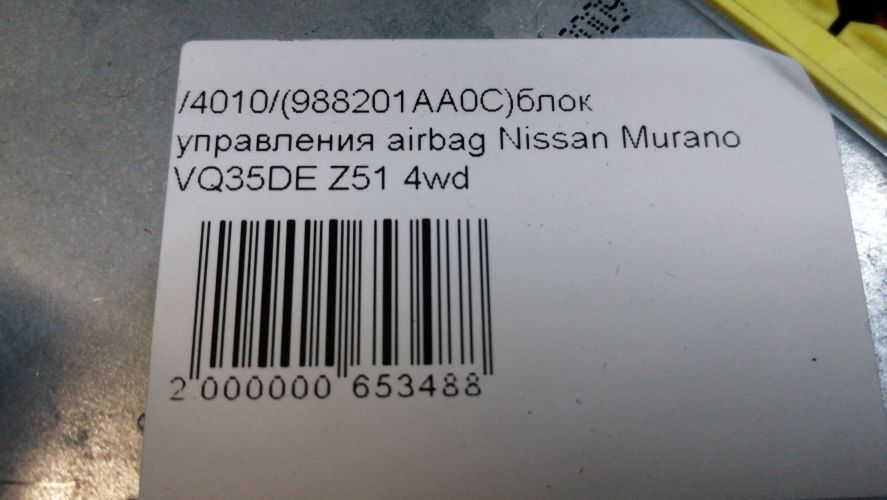 /4010/(988201AA0C)блок
управления airbag Nissan Murano
VQ35DE Z51 4wd
2 000000 653488